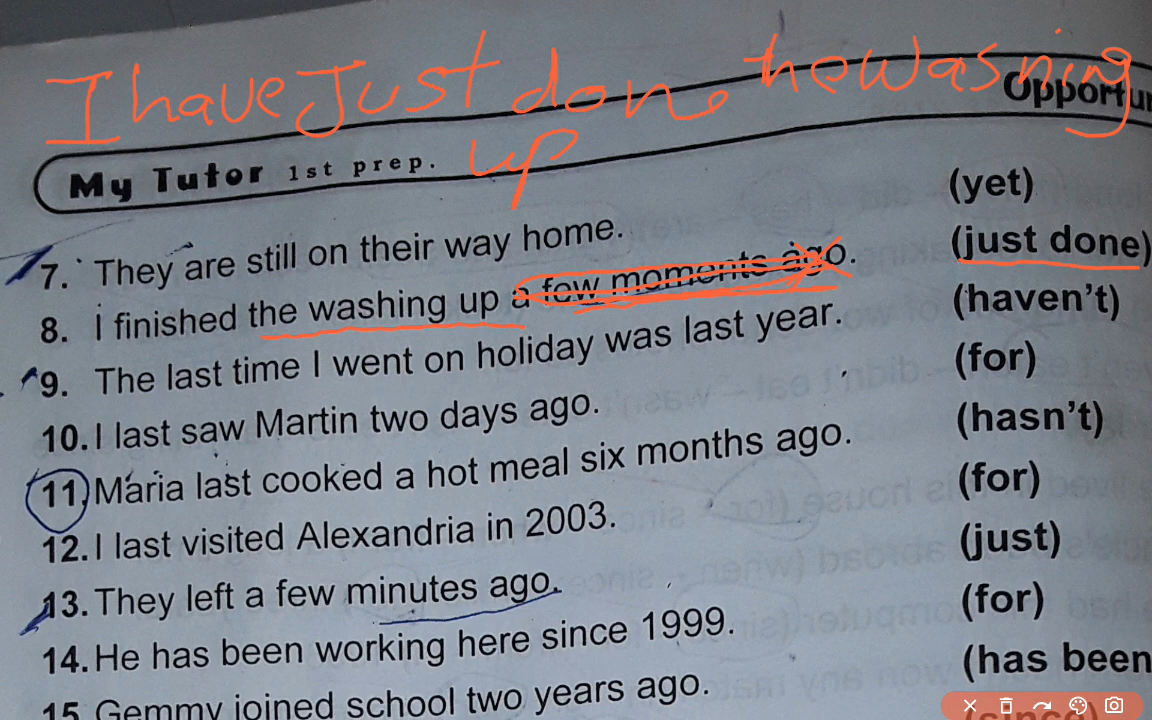 I have Just done the wasning
up
Opportu
My Tutor 1st prep.
7. They are still on their way home. (yet)
8. I finished the washing up a few moments ago. (just done)
9. The last time I went on holiday was last year. (haven't)
10. I last saw Martin two days ago. (for)
11. Maria last cooked a hot meal six months ago. (hasn't)
12. I last visited Alexandria in 2003. (for)
13. They left a few minutes ago. (just)
14. He has been working here since 1999. (for)
15. Gemmy joined school two years ago. (has been